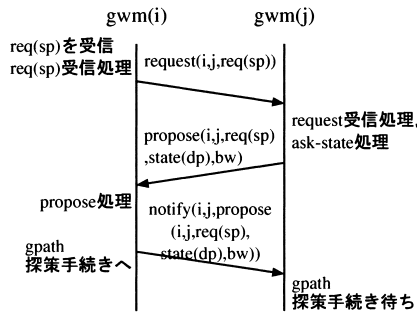 gwm(i)
gwm(j)
req(sp)を受信
req(sp)受信処理
request(i,j,req(sp))
request受信処理,
ask-state処理
propose(i,j,req(sp)
,state(dp),bw)
propose処理
notify(i,j,propose
(i,j,req(sp),
state(dp),bw))
gpath
探策手続きへ
gpath
探策手続き待ち